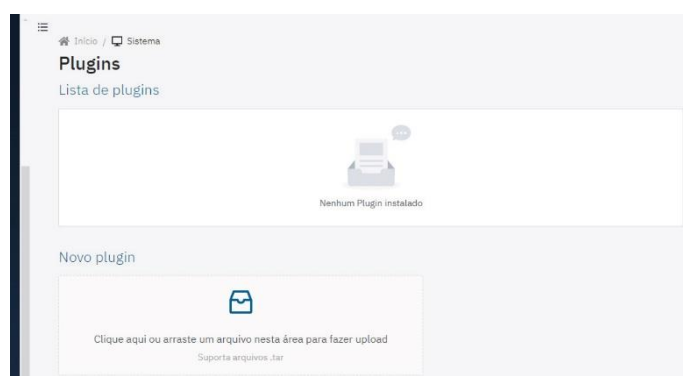 Início / Sistema
Plugins
Lista de plugins
Nenhum Plugin instalado
Novo plugin
Clique aqui ou arraste um arquivo nesta área para fazer upload
Suporta arquivos .tar